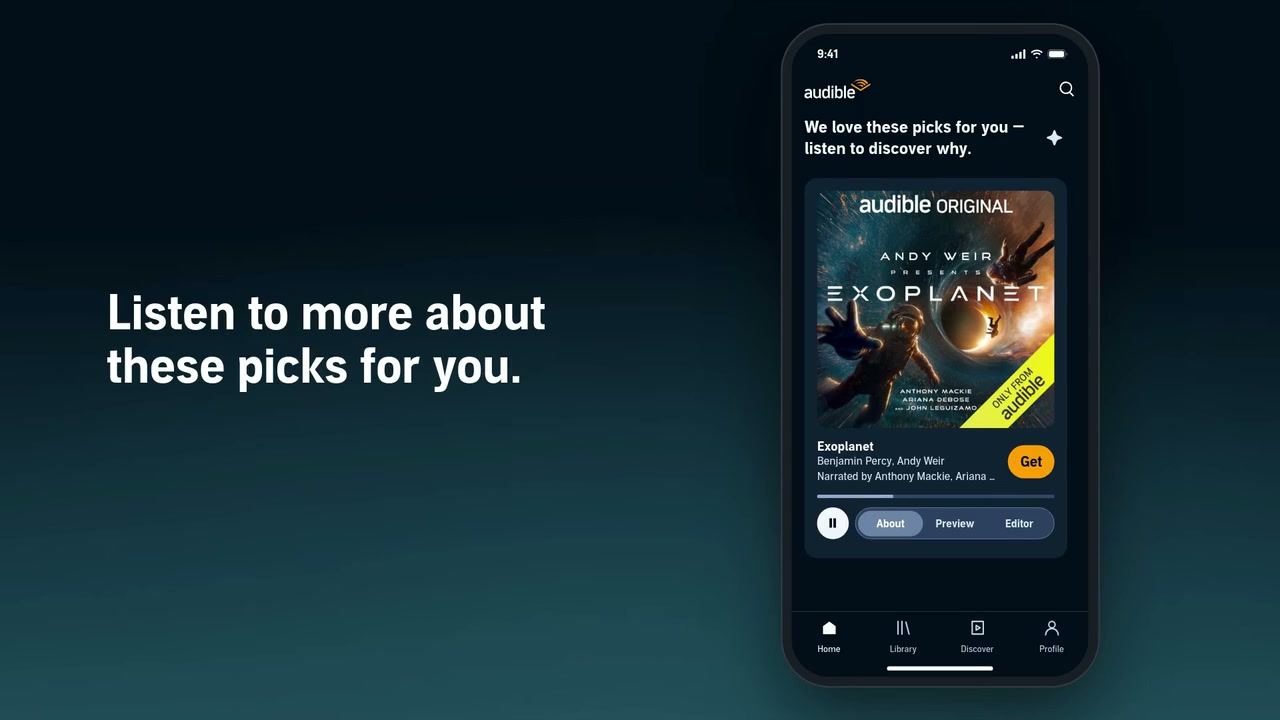 Listen to more about
these picks for you.
9:41
audible
We love these picks for you –
listen to discover why.
audible ORIGINAL
ANDY WEIR
PRESENTS
EXOPLANET
ANTHONY MACKIE
ARIANA DEBOSE
AND JOHN LEGUIZAMO
ONLY FROM
audible
Exoplanet
Benjamin Percy, Andy Weir
Narrated by Anthony Mackie, Ariana ...
Get
About Preview Editor
Home Library Discover Profile